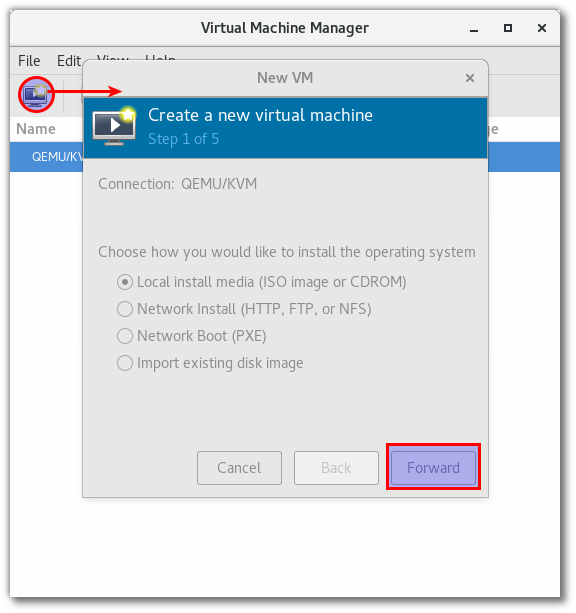 Virtual Machine Manager
File Edit View Help
New VM
Name
Create a new virtual machine
Step 1 of 5
QEMU/KV
Connection: QEMU/KVM
Choose how you would like to install the operating system
Local install media (ISO image or CDROM)
Network Install (HTTP, FTP, or NFS)
Network Boot (PXE)
Import existing disk image
Cancel Back Forward